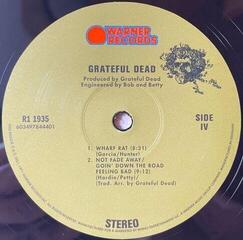 WARNER
RECORDS
GRATEFUL DEAD
Produced by Grateful Dead
Engineered by Bob and Betty
R1 1935
603497844401
SIDE
IV
1. WHARF RAT (8:31)
(Garcia/Hunter)
2. NOT FADE AWAY/
GOIN' DOWN THE ROAD
FEELING BAD (9:12)
(Hardin/Petty/)
(Trad. Arr. by Grateful Dead)
STEREO